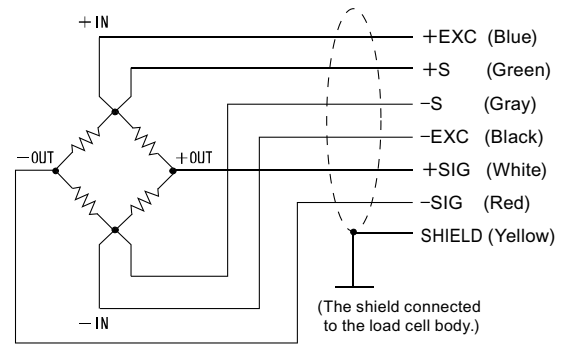 +IN
+EXC (Blue)
+S (Green)
−S (Gray)
−OUT
+OUT
−EXC (Black)
+SIG (White)
−SIG (Red)
SHIELD (Yellow)
−IN
(The shield connected
to the load cell body.)